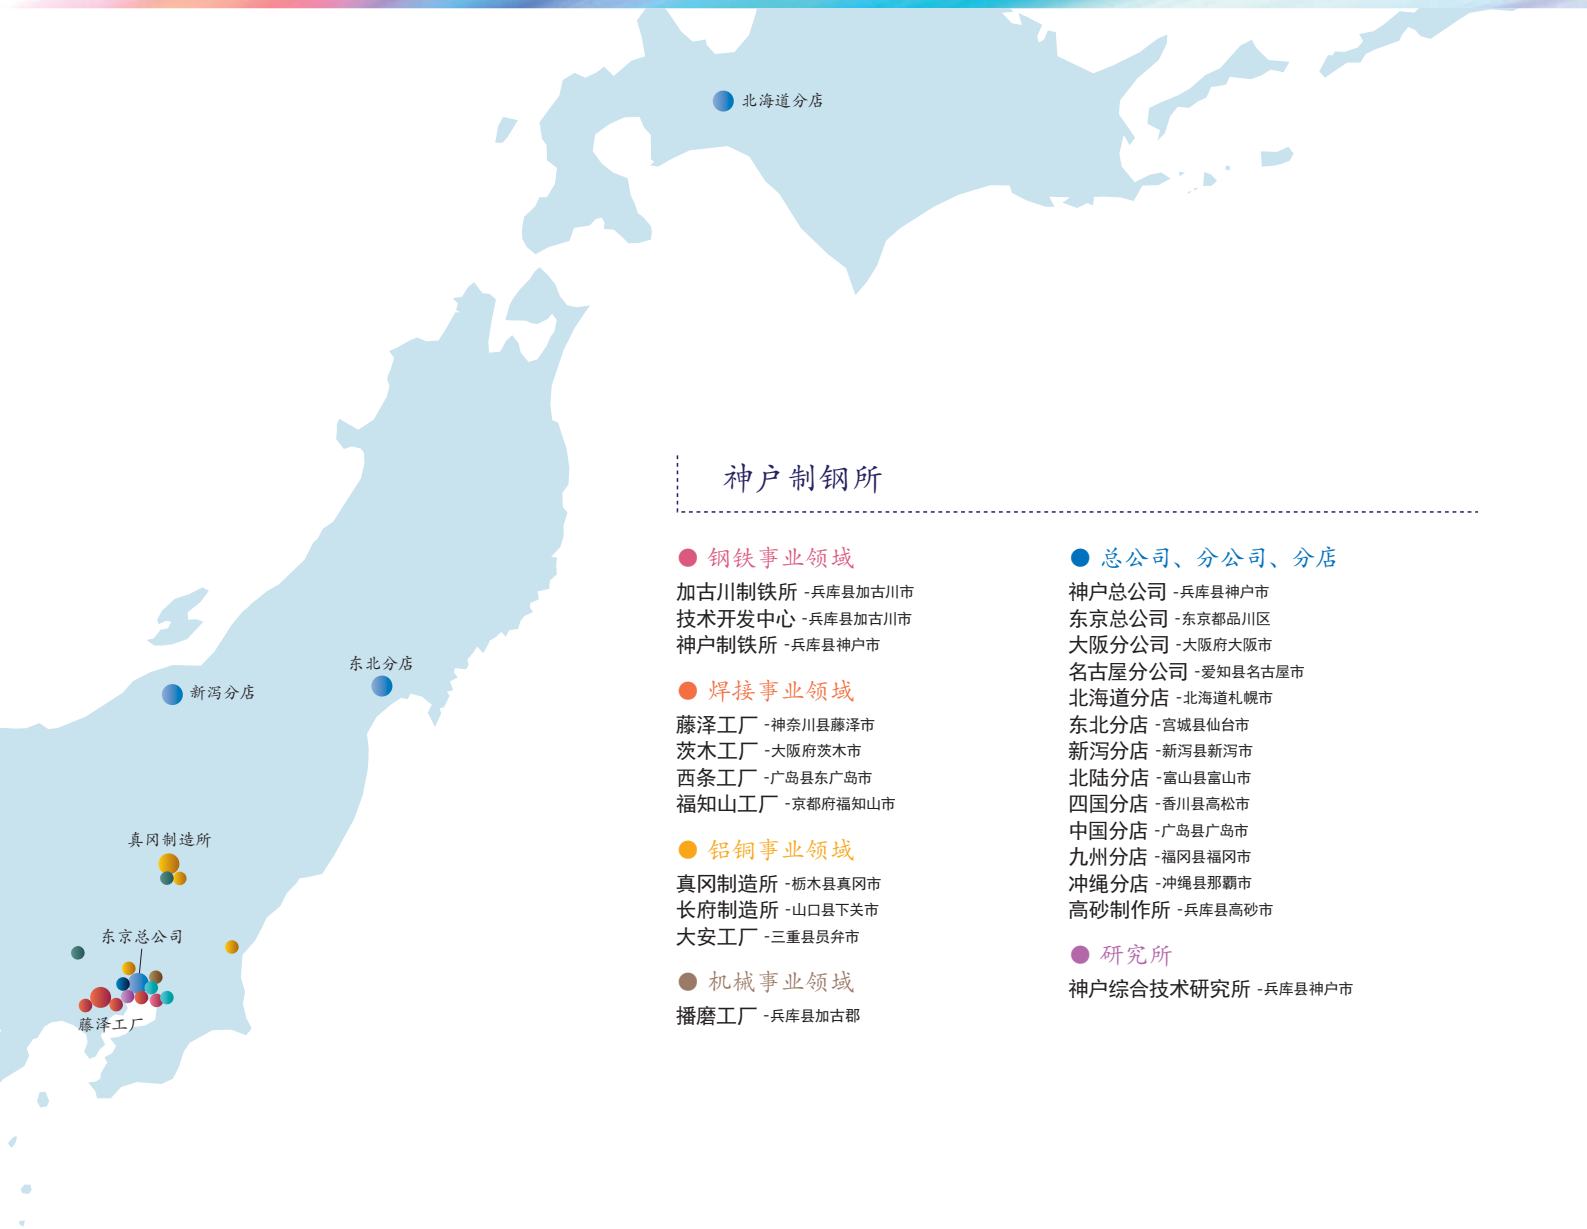 北海道分店
东北分店
新泻分店
真冈制造所
东京总公司
藤泽工厂
神户制钢所
钢铁事业领域
加古川制铁所 -兵库县加古川市
技术开发中心 -兵库县加古川市
神户制铁所 -兵库县神户市
焊接事业领域
藤泽工厂 -神奈川县藤泽市
茨木工厂 -大阪府茨木市
西条工厂 -广岛县东广岛市
福知山工厂 -京都府福知山市
铝铜事业领域
真冈制造所 -栃木县真冈市
长府制造所 -山口县下关市
大安工厂 -三重县员弁市
机械事业领域
播磨工厂 -兵库县加古郡
总公司、分公司、分店
神户总公司 -兵库县神户市
东京总公司 -东京都品川区
大阪分公司 -大阪府大阪市
名古屋分公司 -爱知县名古屋市
北海道分店 -北海道札幌市
东北分店 -宫城县仙台市
新泻分店 -新泻县新泻市
北陆分店 -富山县富山市
四国分店 -香川县高松市
中国分店 -广岛县广岛市
九州分店 -福冈县福冈市
冲绳分店 -冲绳县那霸市
高砂制作所 -兵库县高砂市
研究所
神户综合技术研究所 -兵库县神户市